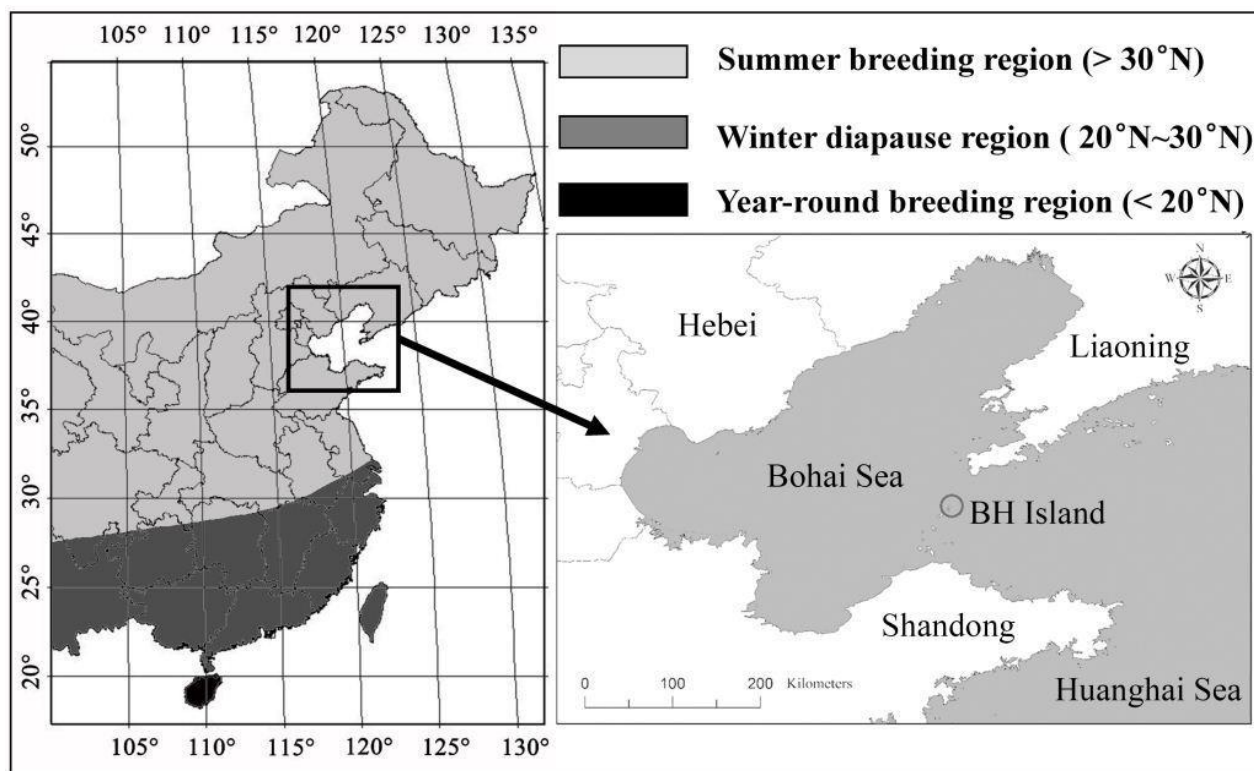 105° 110° 115° 120° 125° 130° 135°
50°
45°
40°
35°
30°
25°
20°
105° 110° 115° 120° 125° 130°
Summer breeding region (> 30°N)
Winter diapause region ( 20°N~30°N)
Year-round breeding region (< 20°N)
N
W E
S
Hebei
Liaoning
Bohai Sea
BH Island
Shandong
0 100 200 Kilometers
Huanghai Sea